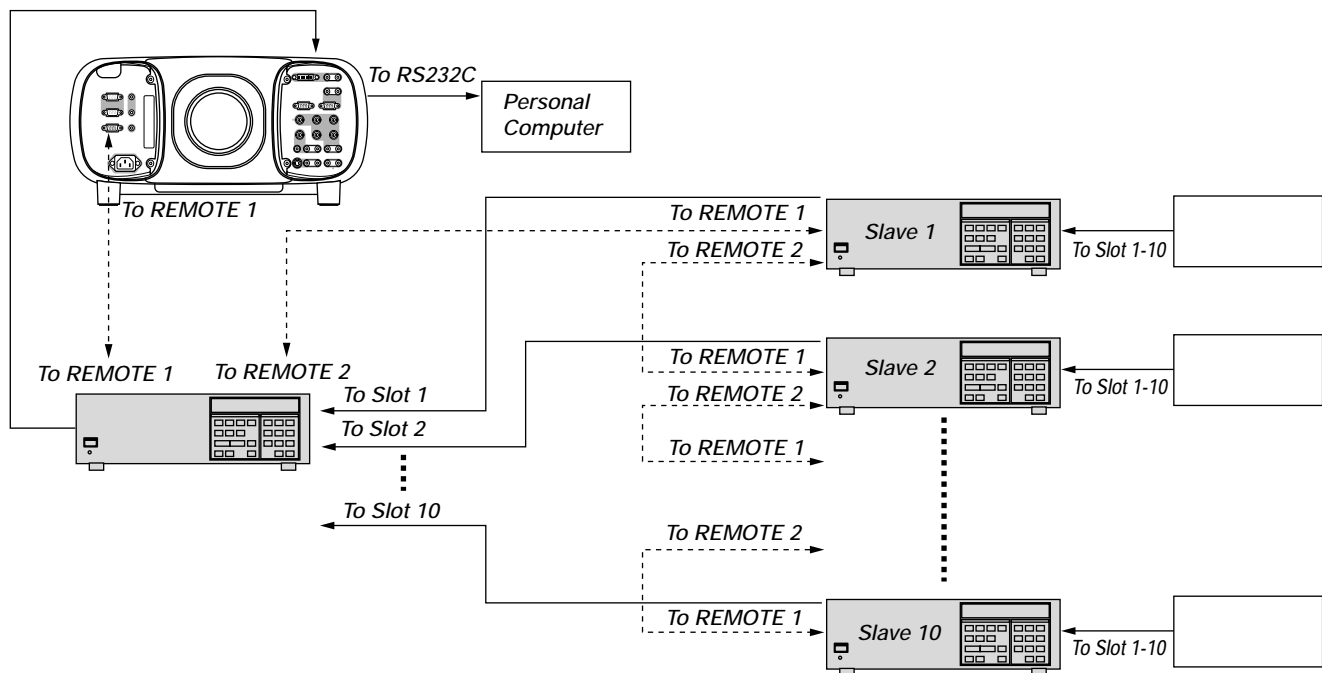 To RS232C
Personal
Computer
To REMOTE 1
To REMOTE 1
To REMOTE 2
To Slot 1
To Slot 2
To Slot 10
To REMOTE 1
To REMOTE 2
Slave 1
To Slot 1-10
To REMOTE 1
To REMOTE 2
Slave 2
To Slot 1-10
To REMOTE 1
To REMOTE 2
To REMOTE 1
Slave 10
To Slot 1-10